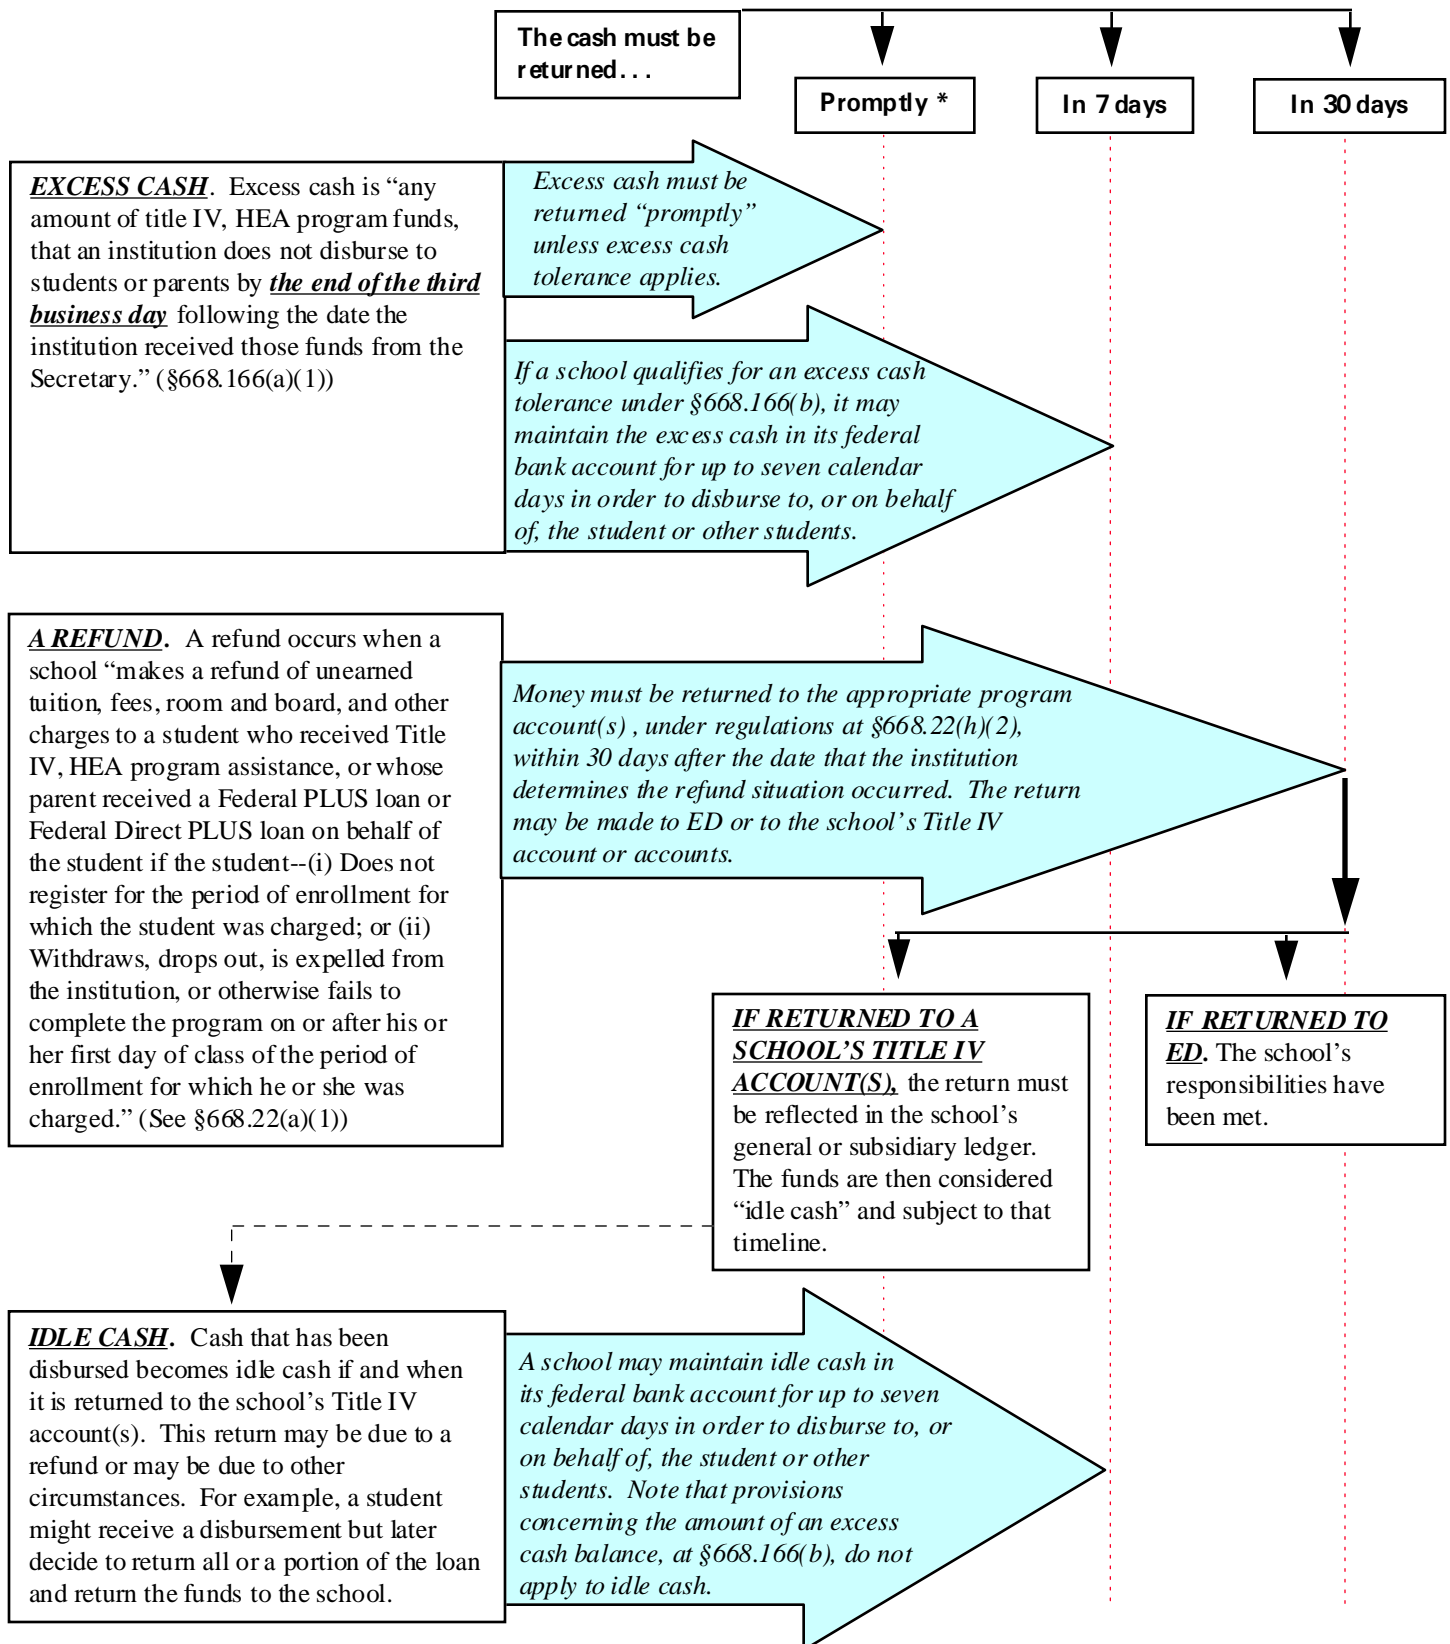 The cash must be
returned...
Promptly *
In 7 days
In 30 days
EXCESS CASH. Excess cash is “any
amount of title IV, HEA program funds,
that an institution does not disburse to
students or parents by the end of the third
business day following the date the
institution received those funds from the
Secretary.” (§668.166(a)(1))
Excess cash must be
returned “promptly”
unless excess cash
tolerance applies.
If a school qualifies for an excess cash
tolerance under §668.166(b), it may
maintain the excess cash in its federal
bank account for up to seven calendar
days in order to disburse to, or on behalf
of, the student or other students.
A REFUND. A refund occurs when a
school “makes a refund of unearned
tuition, fees, room and board, and other
charges to a student who received Title
IV, HEA program assistance, or whose
parent received a Federal PLUS loan or
Federal Direct PLUS loan on behalf of
the student if the student--(i) Does not
register for the period of enrollment for
which the student was charged; or (ii)
Withdraws, drops out, is expelled from
the institution, or otherwise fails to
complete the program on or after his or
her first day of class of the period of
enrollment for which he or she was
charged.” (See §668.22(a)(1))
Money must be returned to the appropriate program
account(s) , under regulations at §668.22(h)(2),
within 30 days after the date that the institution
determines the refund situation occurred. The return
may be made to ED or to the school’s Title IV
account or accounts.
IF RETURNED TO A
SCHOOL’S TITLE IV
ACCOUNT(S), the return must
be reflected in the school’s
general or subsidiary ledger.
The funds are then considered
“idle cash” and subject to that
timeline.
IF RETURNED TO
ED. The school’s
responsibilities have
been met.
IDLE CASH. Cash that has been
disbursed becomes idle cash if and when
it is returned to the school’s Title IV
account(s). This return may be due to a
refund or may be due to other
circumstances. For example, a student
might receive a disbursement but later
decide to return all or a portion of the loan
and return the funds to the school.
A school may maintain idle cash in
its federal bank account for up to seven
calendar days in order to disburse to, or
on behalf of, the student or other
students. Note that provisions
concerning the amount of an excess
cash balance, at §668.166(b), do not
apply to idle cash.